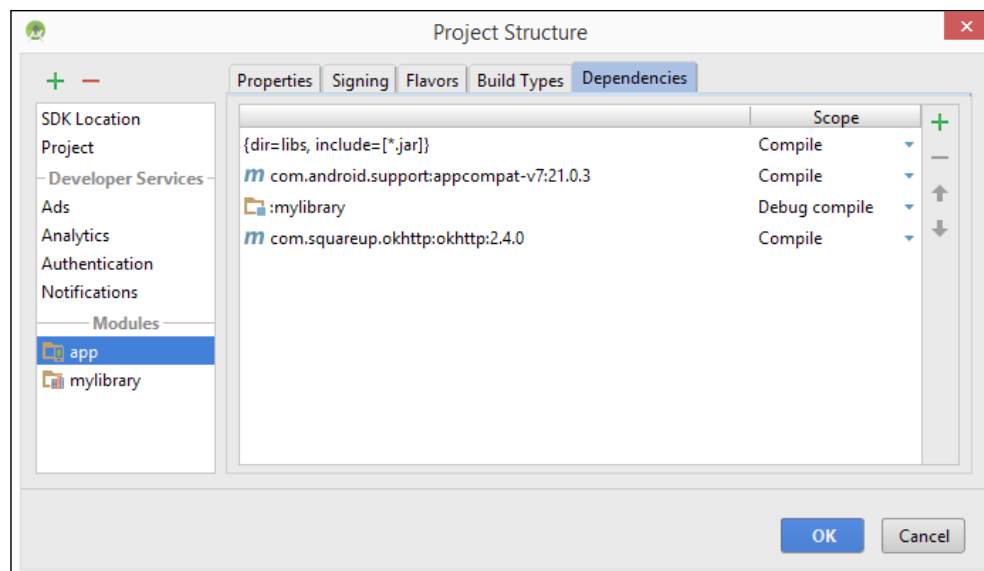 Project Structure
Properties Signing Flavors Build Types Dependencies
SDK Location
Project
Developer Services
Ads
Analytics
Authentication
Notifications
Modules
app
mylibrary
Scope
{dir=libs, include=[*.jar]} Compile
m com.android.support:appcompat-v7:21.0.3 Compile
:mylibrary Debug compile
m com.squareup.okhttp:okhttp:2.4.0 Compile
OK Cancel